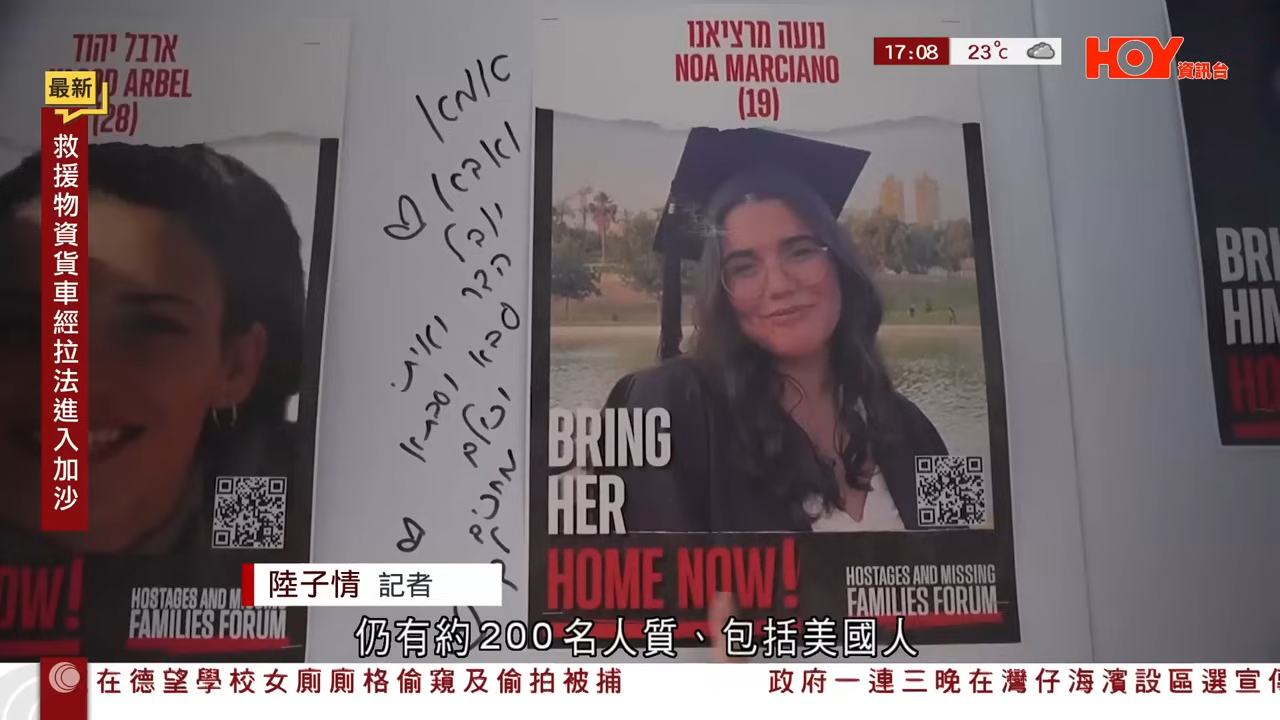 17:08 23°C
HOY 資訊台
最新
救援物資貨車經拉法進入加沙
ארבל יהוד
ARBEL
(28)
NOW!
HOSTAGES AND MISSING
FAMILIES FORUM
אמא
ואבא
נועה מרציאנו
NOA MARCIANO
(19)
BRING
HER
HOME NOW!
HOSTAGES AND MISSING
FAMILIES FORUM
BRI
HIM
HO
陸子情 記者
仍有約200名人質、包括美國人
在德望學校女廁廁格偷窺及偷拍被捕 政府一連三晚在灣仔海濱設區選宣傳